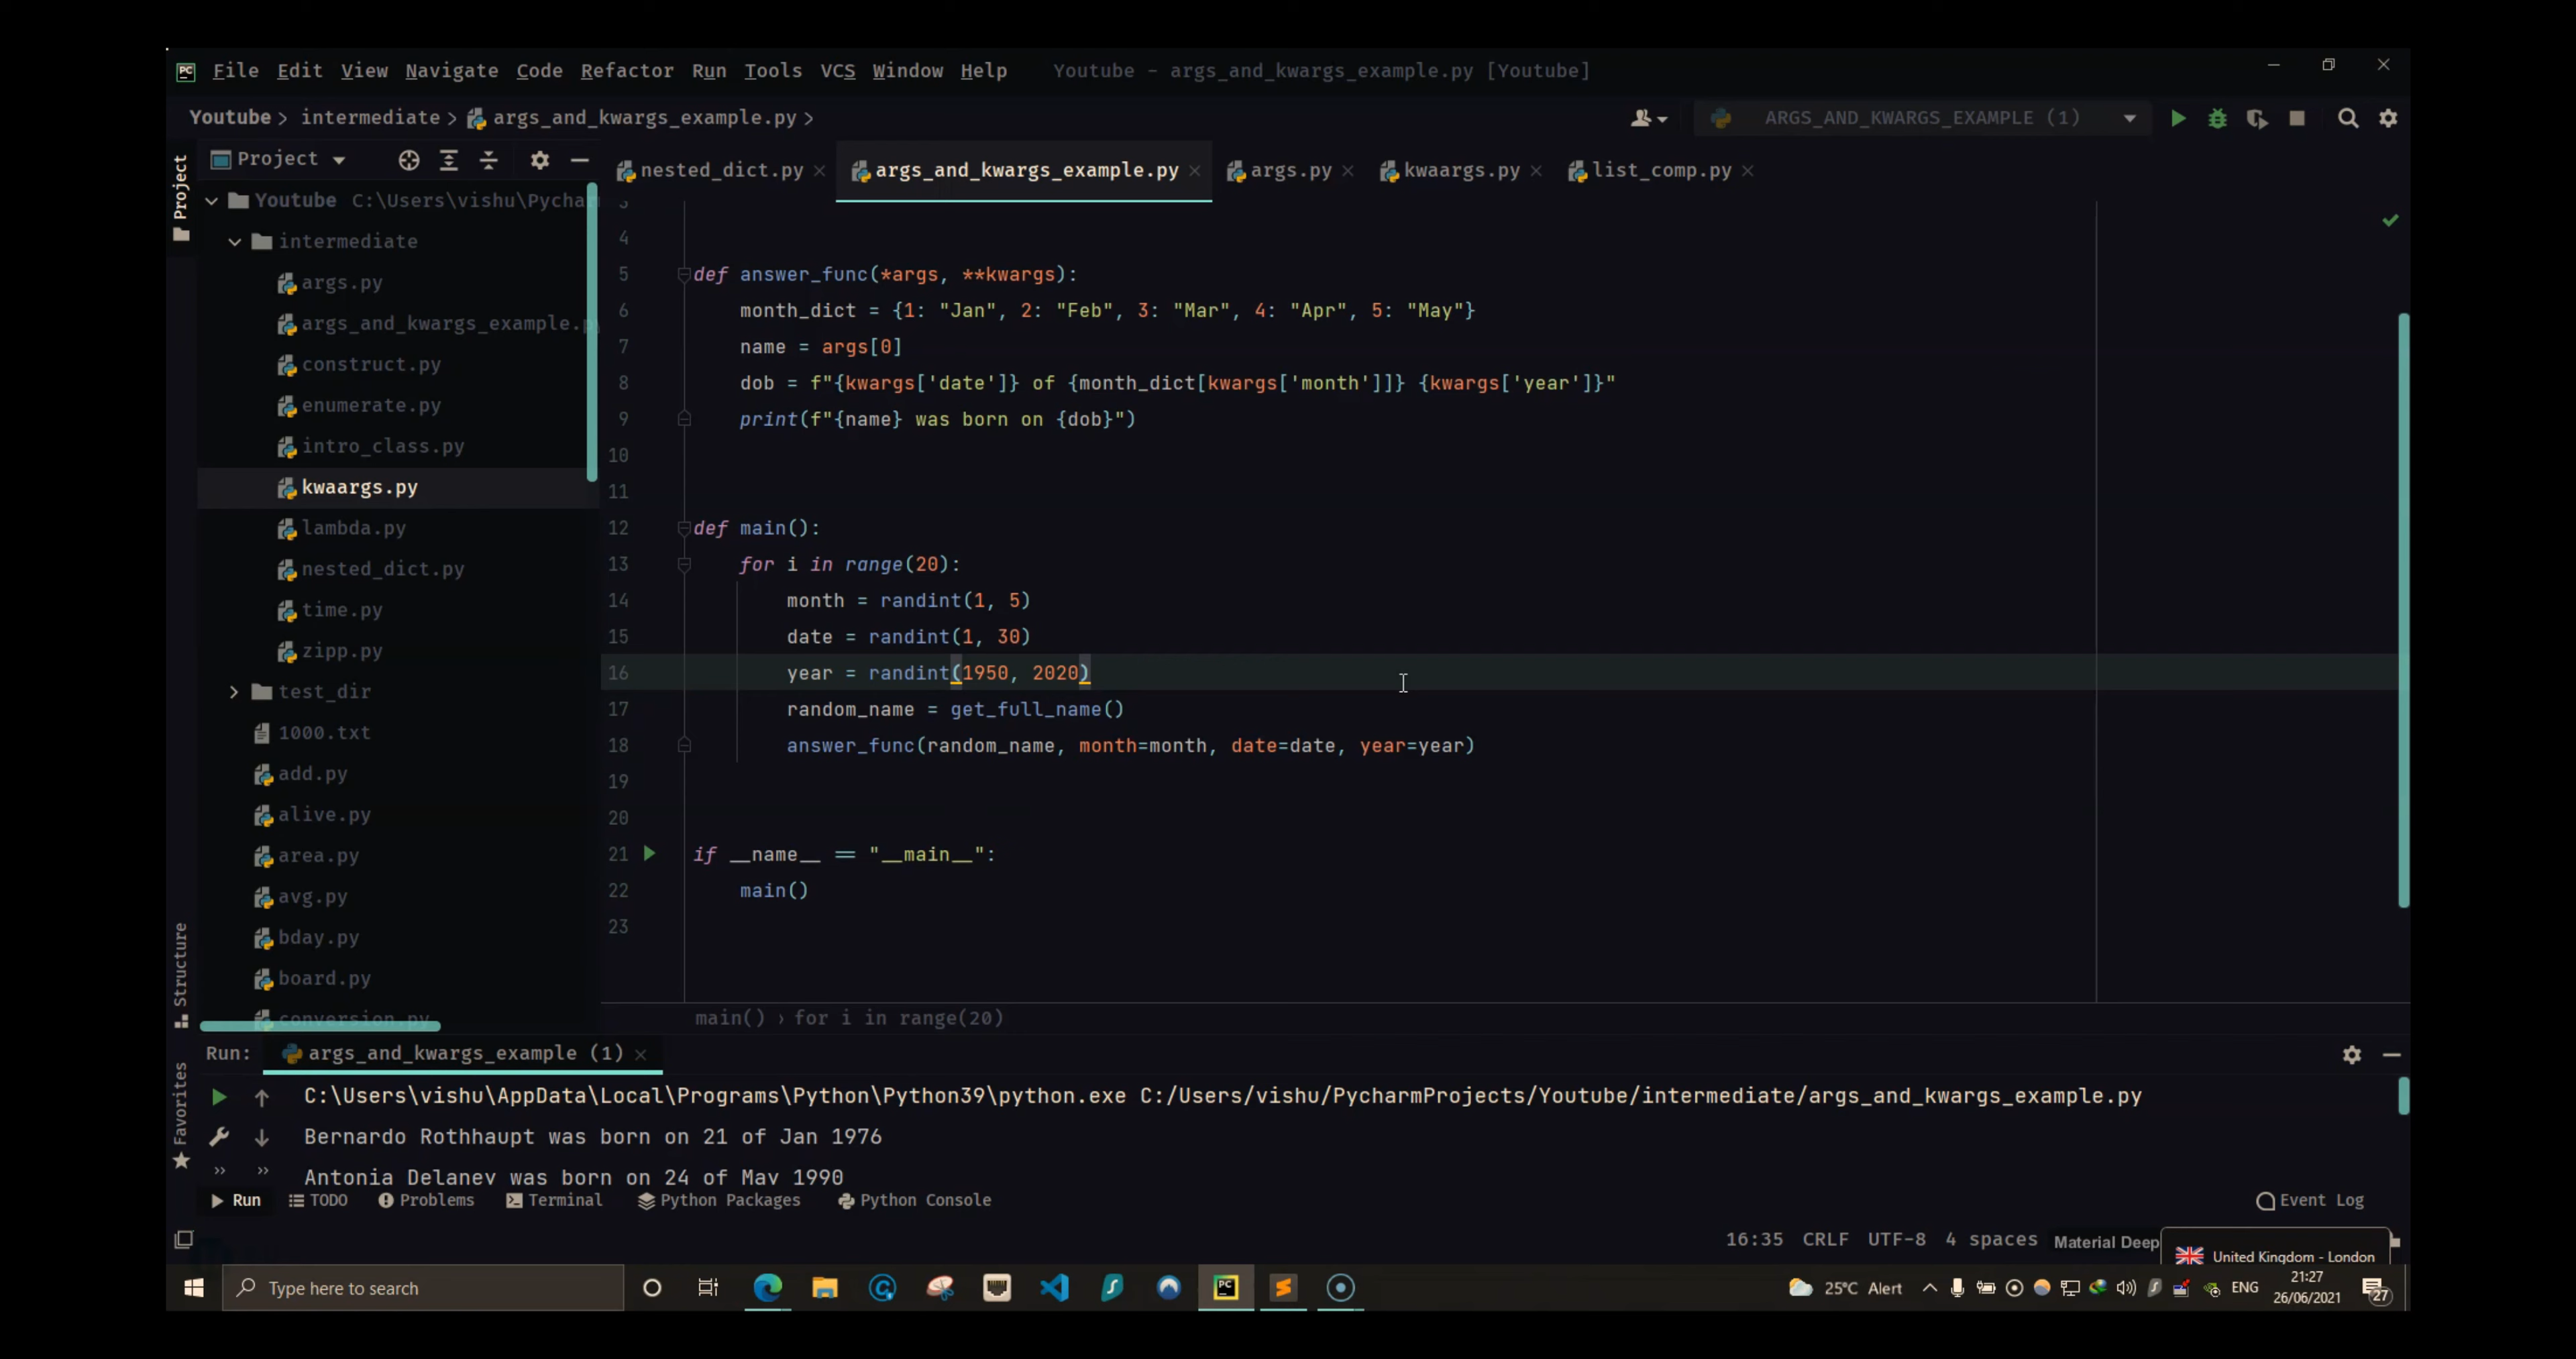 PC File Edit View Navigate Code Refactor Run Tools VCS Window Help Youtube - args_and_kwargs_example.py [Youtube]
Youtube > intermediate > args_and_kwargs_example.py > ARGS_AND_KWARGS_EXAMPLE (1)
Project
Project
nested_dict.py args_and_kwargs_example.py args.py kwaargs.py list_comp.py
Youtube C:\Users\vishu\Pychar
intermediate
args.py
args_and_kwargs_example.p
construct.py
enumerate.py
intro_class.py
kwaargs.py
lambda.py
nested_dict.py
time.py
zipp.py
test_dir
1000.txt
add.py
alive.py
area.py
avg.py
bday.py
board.py
conversion.py
Structure
Favorites
3
4
5 def answer_func(*args, **kwargs):
6 month_dict = {1: "Jan", 2: "Feb", 3: "Mar", 4: "Apr", 5: "May"}
7 name = args[0]
8 dob = f"{kwargs['date']} of {month_dict[kwargs['month']]} {kwargs['year']}"
9 print(f"{name} was born on {dob}")
10
11
12 def main():
13 for i in range(20):
14 month = randint(1, 5)
15 date = randint(1, 30)
16 year = randint(1950, 2020)
17 random_name = get_full_name()
18 answer_func(random_name, month=month, date=date, year=year)
19
20
21 if __name__ == "__main__":
22 main()
23
main() › for i in range(20)
Run: args_and_kwargs_example (1)
C:\Users\vishu\AppData\Local\Programs\Python\Python39\python.exe C:/Users/vishu/PycharmProjects/Youtube/intermediate/args_and_kwargs_example.py
Bernardo Rothhaupt was born on 21 of Jan 1976
Antonia Delaney was born on 24 of May 1990
Run TODO Problems Terminal Python Packages Python Console Event Log
16:35 CRLF UTF-8 4 spaces Material Deep
United Kingdom - London
Type here to search
PC
25°C Alert
ENG
21:27
26/06/2021
27